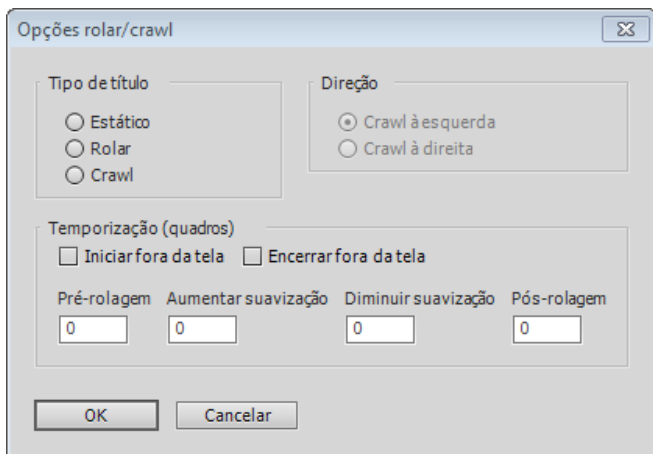 Opções rolar/crawl
Tipo de título
Estático
Rolar
Crawl
Direção
Crawl à esquerda
Crawl à direita
Temporização (quadros)
Iniciar fora da tela Encerrar fora da tela
Pré-rolagem Aumentar suavização Diminuir suavização Pós-rolagem
0 0 0 0
OK Cancelar